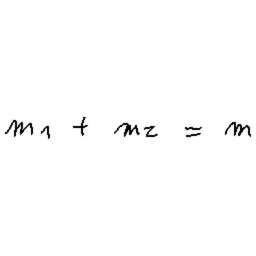 m₁ + m₂ = m